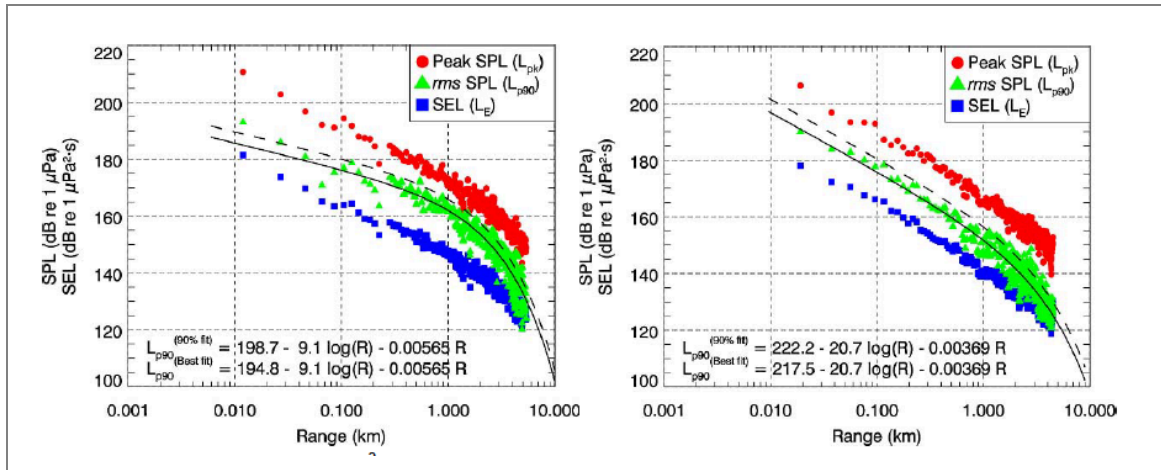 220
200
180
160
140
120
100
SPL (dB re 1 µPa)
SEL (dB re 1 µPa²·s)
Peak SPL (Lpk)
rms SPL (Lp90)
SEL (LE)
Lp90 (90% fit) = 198.7 - 9.1 log(R) - 0.00565 R
Lp90 (Best fit) = 194.8 - 9.1 log(R) - 0.00565 R
0.001 0.010 0.100 1.000 10.000
Range (km)
220
200
180
160
140
120
100
SPL (dB re 1 µPa)
SEL (dB re 1 µPa²·s)
Peak SPL (Lpk)
rms SPL (Lp90)
SEL (LE)
Lp90 (90% fit) = 222.2 - 20.7 log(R) - 0.00369 R
Lp90 (Best fit) = 217.5 - 20.7 log(R) - 0.00369 R
0.001 0.010 0.100 1.000 10.000
Range (km)